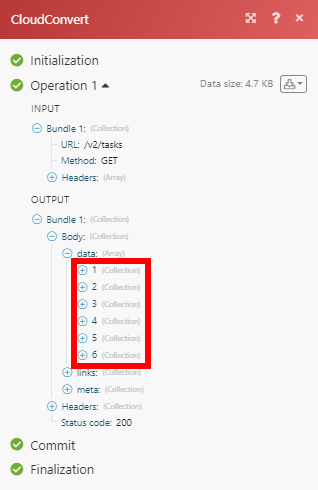 CloudConvert
Initialization
Operation 1 Data size: 4.7 KB
INPUT
Bundle 1: (Collection)
URL: /v2/tasks
Method: GET
Headers: (Array)
OUTPUT
Bundle 1: (Collection)
Body: (Collection)
data: (Array)
1 (Collection)
2 (Collection)
3 (Collection)
4 (Collection)
5 (Collection)
6 (Collection)
links: (Collection)
meta: (Collection)
Headers: (Collection)
Status code: 200
Commit
Finalization